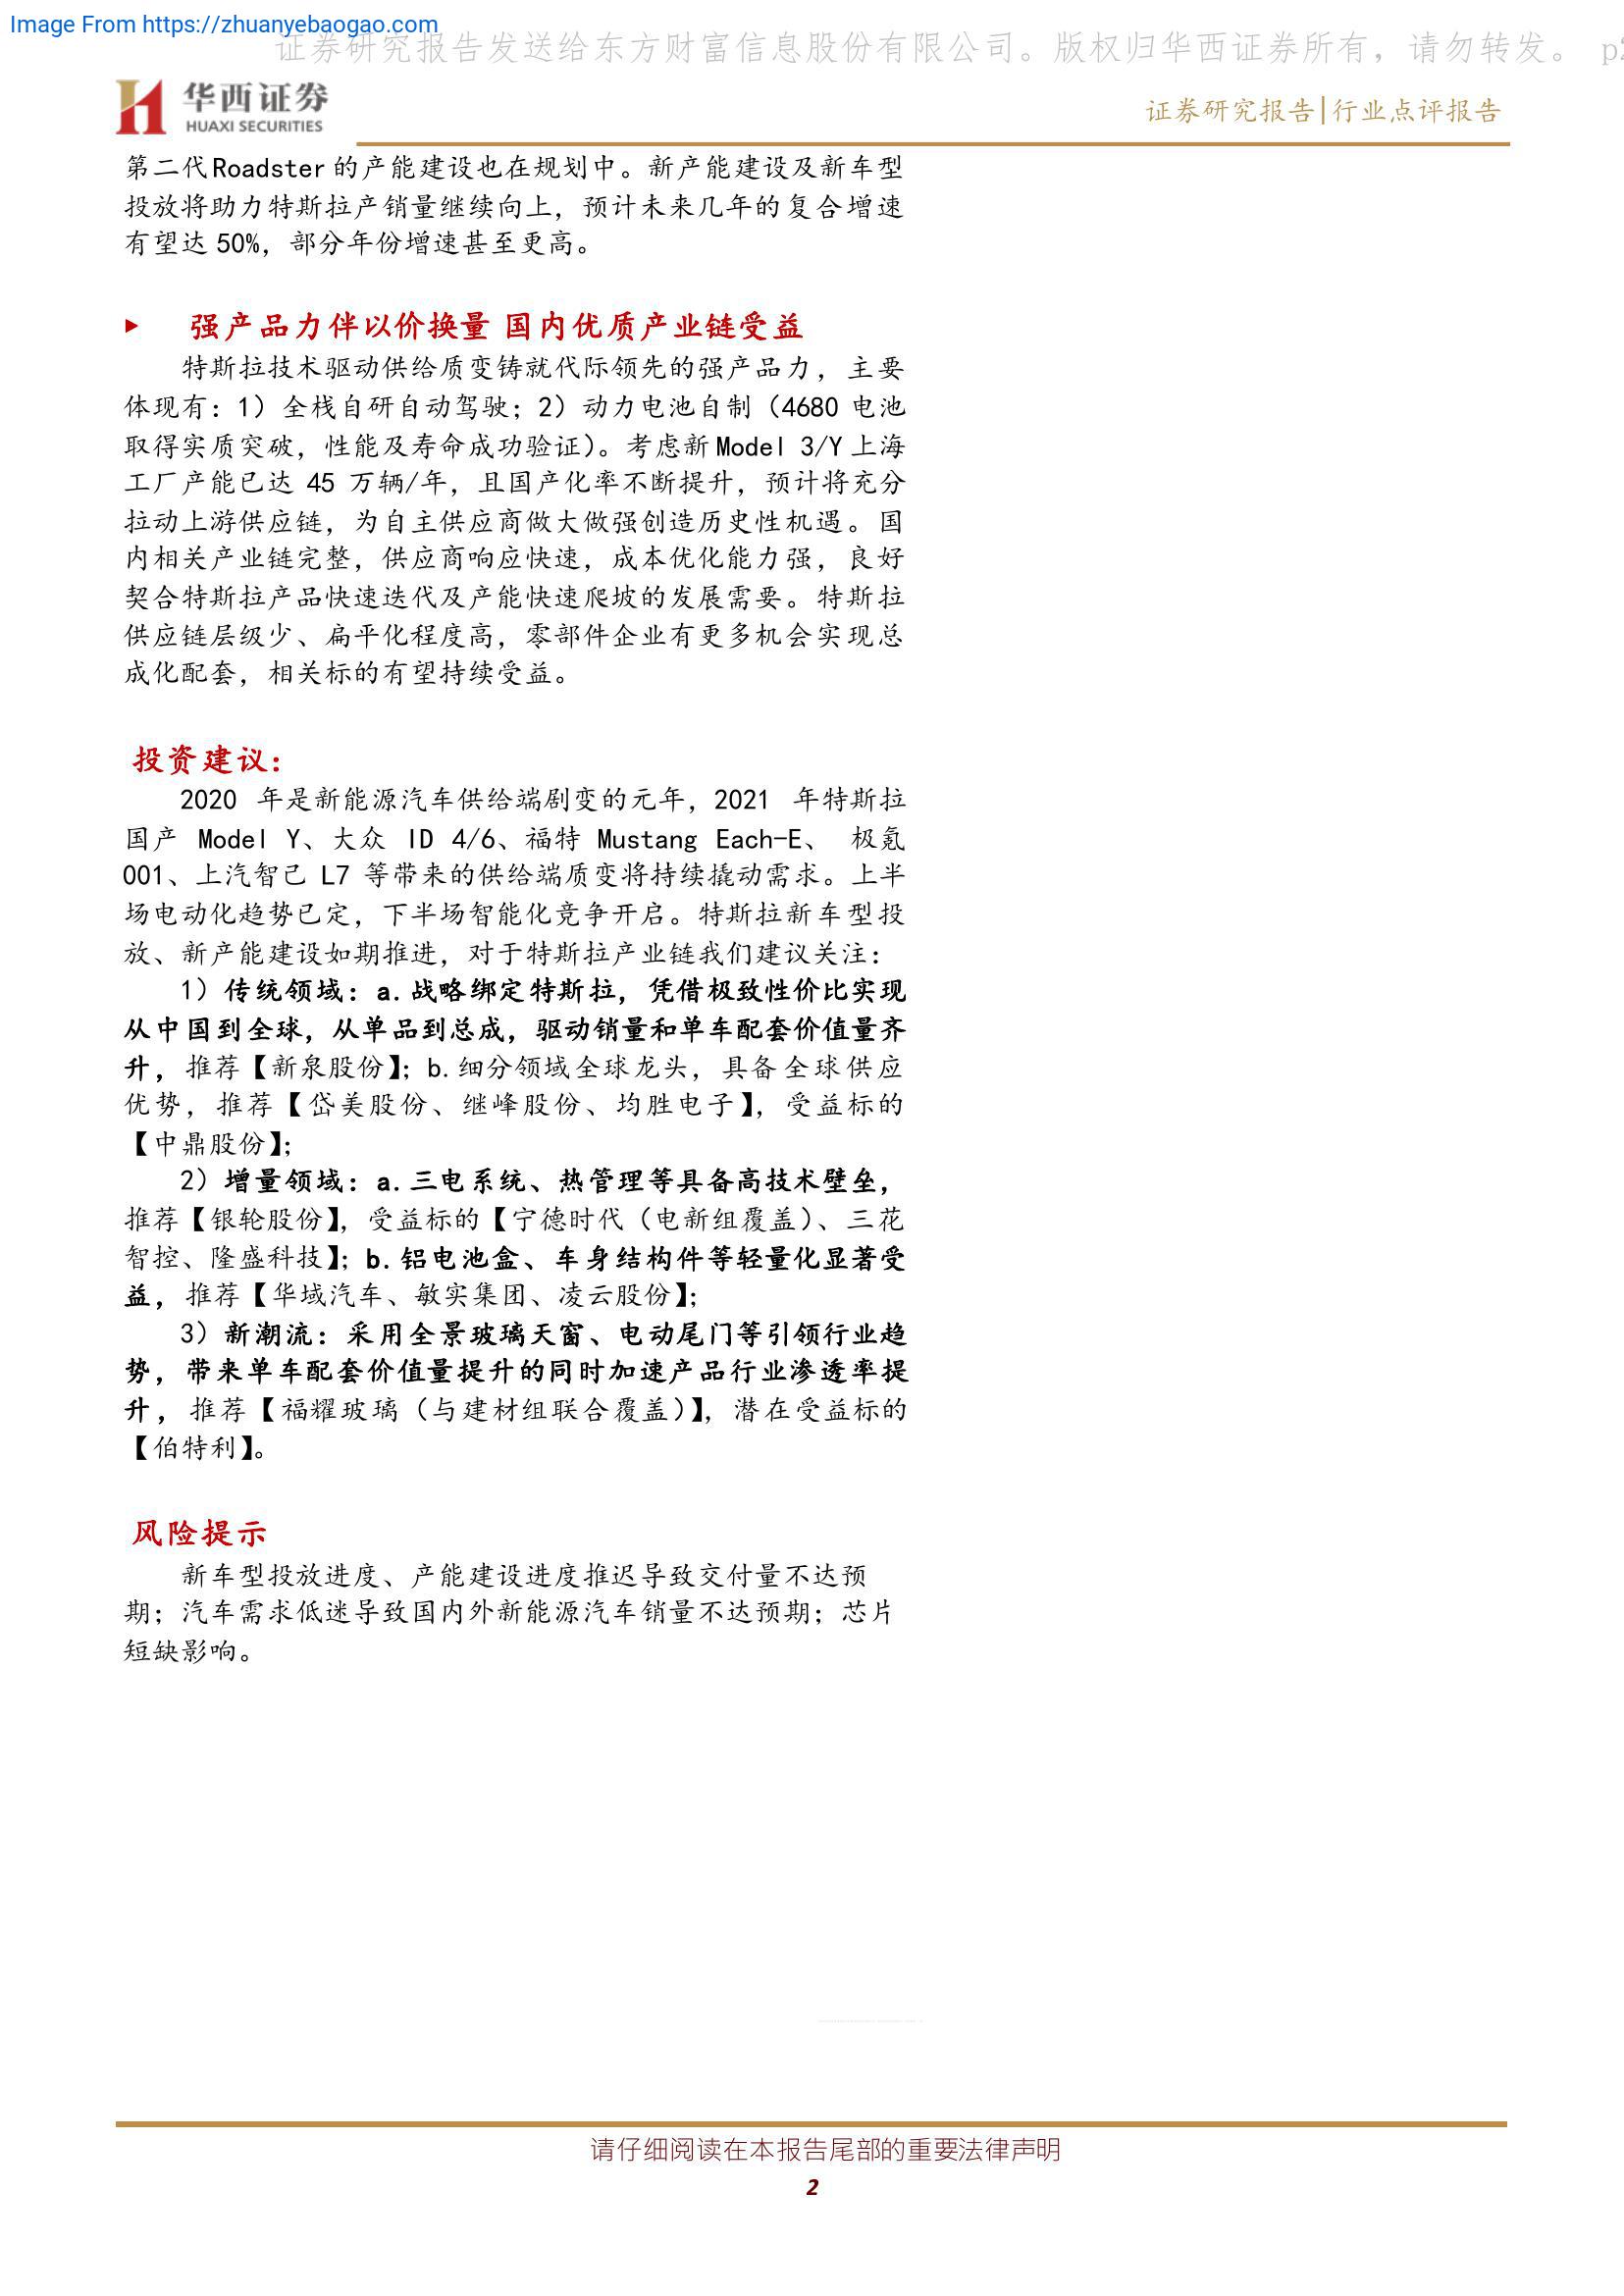 Image From https://zhuanyebaogao.com
证券研究报告发送给东方财富信息股份有限公司。版权归华西证券所有，请勿转发。 p2
华西证券
HUAXI SECURITIES
证券研究报告|行业点评报告
第二代Roadster的产能建设也在规划中。新产能建设及新车型
投放将助力特斯拉产销量继续向上，预计未来几年的复合增速
有望达 50%，部分年份增速甚至更高。
▶ 强产品力伴以价换量 国内优质产业链受益
特斯拉技术驱动供给质变铸就代际领先的强产品力，主要
体现有：1）全栈自研自动驾驶；2）动力电池自制（4680 电池
取得实质突破，性能及寿命成功验证）。考虑新Model 3/Y上海
工厂产能已达 45 万辆/年，且国产化率不断提升，预计将充分
拉动上游供应链，为自主供应商做大做强创造历史性机遇。国
内相关产业链完整，供应商响应快速，成本优化能力强，良好
契合特斯拉产品快速迭代及产能快速爬坡的发展需要。特斯拉
供应链层级少、扁平化程度高，零部件企业有更多机会实现总
成化配套，相关标的有望持续受益。
投资建议：
2020 年是新能源汽车供给端剧变的元年，2021 年特斯拉
国产 Model Y、大众 ID 4/6、福特 Mustang Each-E、 极氪
001、上汽智己 L7 等带来的供给端质变将持续撬动需求。上半
场电动化趋势已定，下半场智能化竞争开启。特斯拉新车型投
放、新产能建设如期推进，对于特斯拉产业链我们建议关注：
1）传统领域：a.战略绑定特斯拉，凭借极致性价比实现
从中国到全球，从单品到总成，驱动销量和单车配套价值量齐
升，推荐【新泉股份】；b.细分领域全球龙头，具备全球供应
优势，推荐【岱美股份、继峰股份、均胜电子】，受益标的
【中鼎股份】；
2）增量领域：a.三电系统、热管理等具备高技术壁垒，
推荐【银轮股份】，受益标的【宁德时代（电新组覆盖）、三花
智控、隆盛科技】；b.铝电池盒、车身结构件等轻量化显著受
益，推荐【华域汽车、敏实集团、凌云股份】；
3）新潮流：采用全景玻璃天窗、电动尾门等引领行业趋
势，带来单车配套价值量提升的同时加速产品行业渗透率提
升，推荐【福耀玻璃（与建材组联合覆盖）】，潜在受益标的
【伯特利】。
风险提示
新车型投放进度、产能建设进度推迟导致交付量不达预
期；汽车需求低迷导致国内外新能源汽车销量不达预期；芯片
短缺影响。
请仔细阅读在本报告尾部的重要法律声明
2